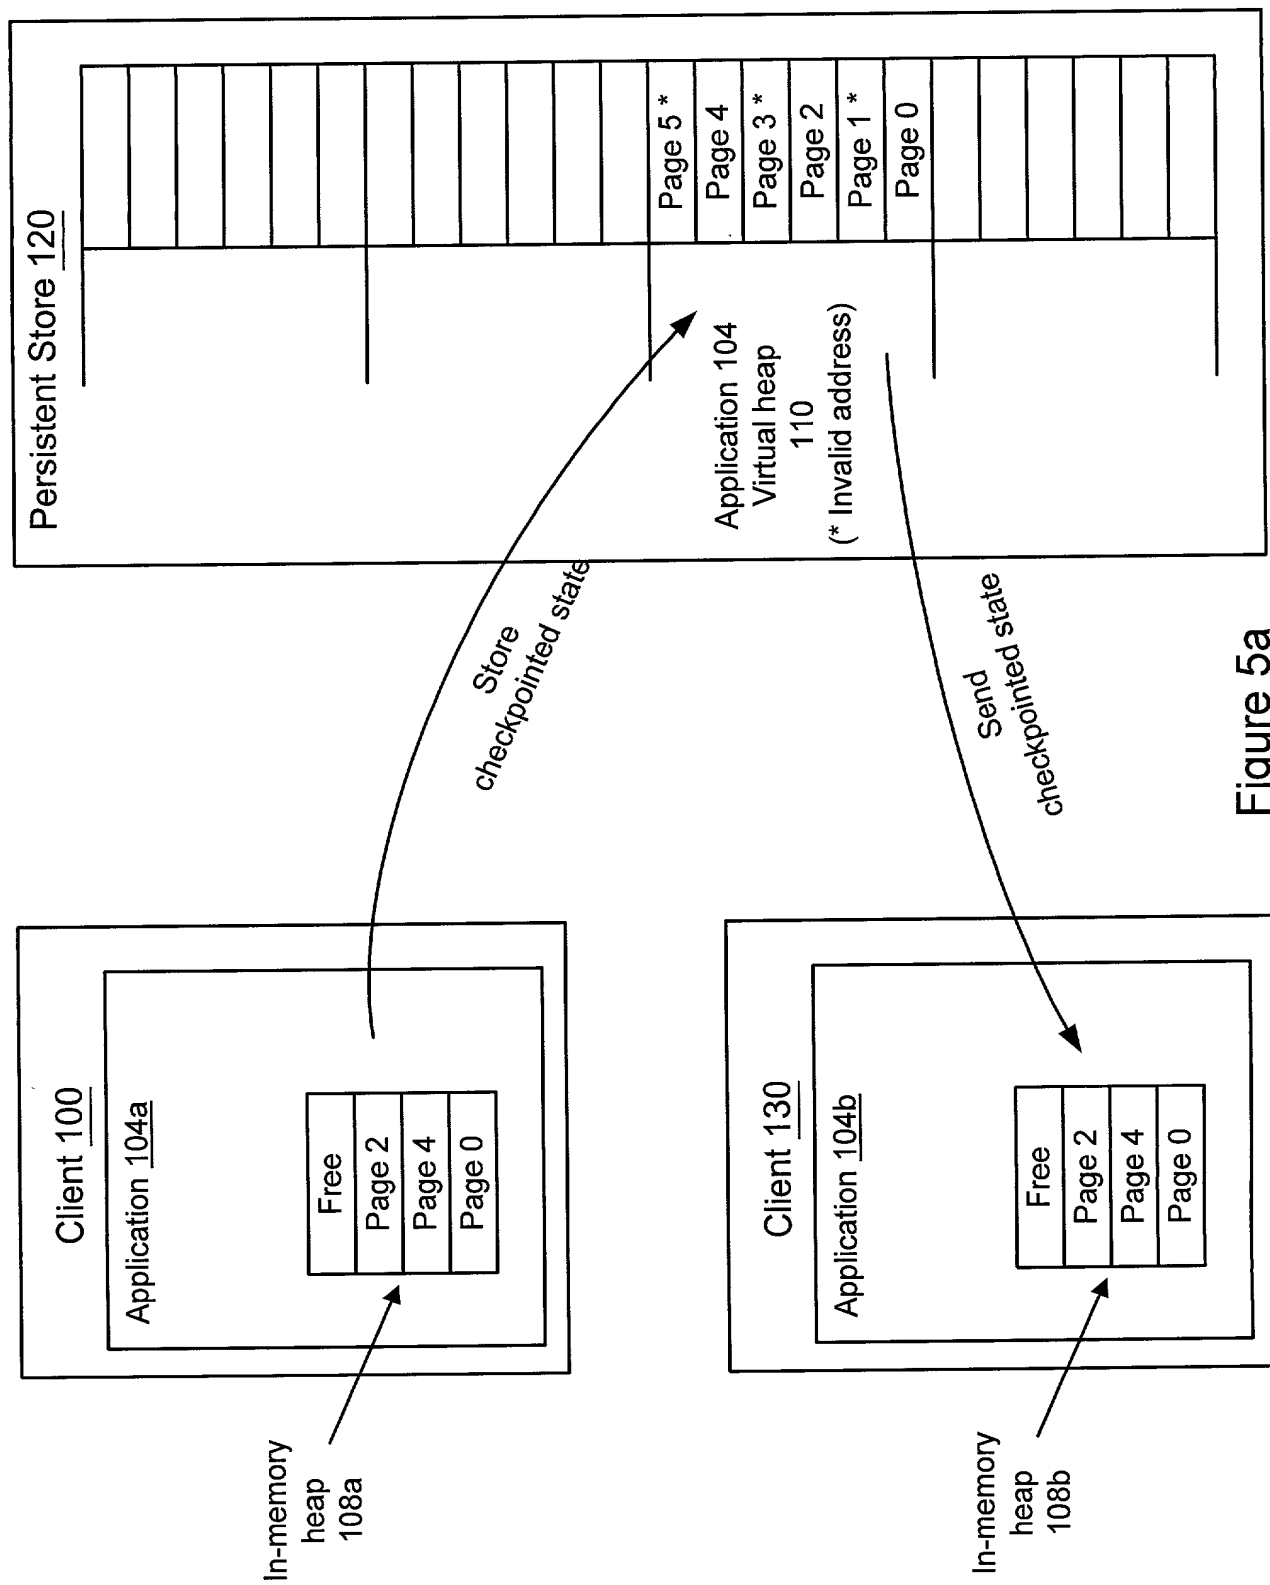 Client 100
Application 104a
Free
Page 2
Page 4
Page 0
In-memory
heap
108a
Store
checkpointed state
Persistent Store 120
Page 5 *
Page 4
Page 3 *
Page 2
Page 1 *
Page 0
Application 104
Virtual heap
110
(* Invalid address)
Send
checkpointed state
Client 130
Application 104b
Free
Page 2
Page 4
Page 0
In-memory
heap
108b
Figure 5a